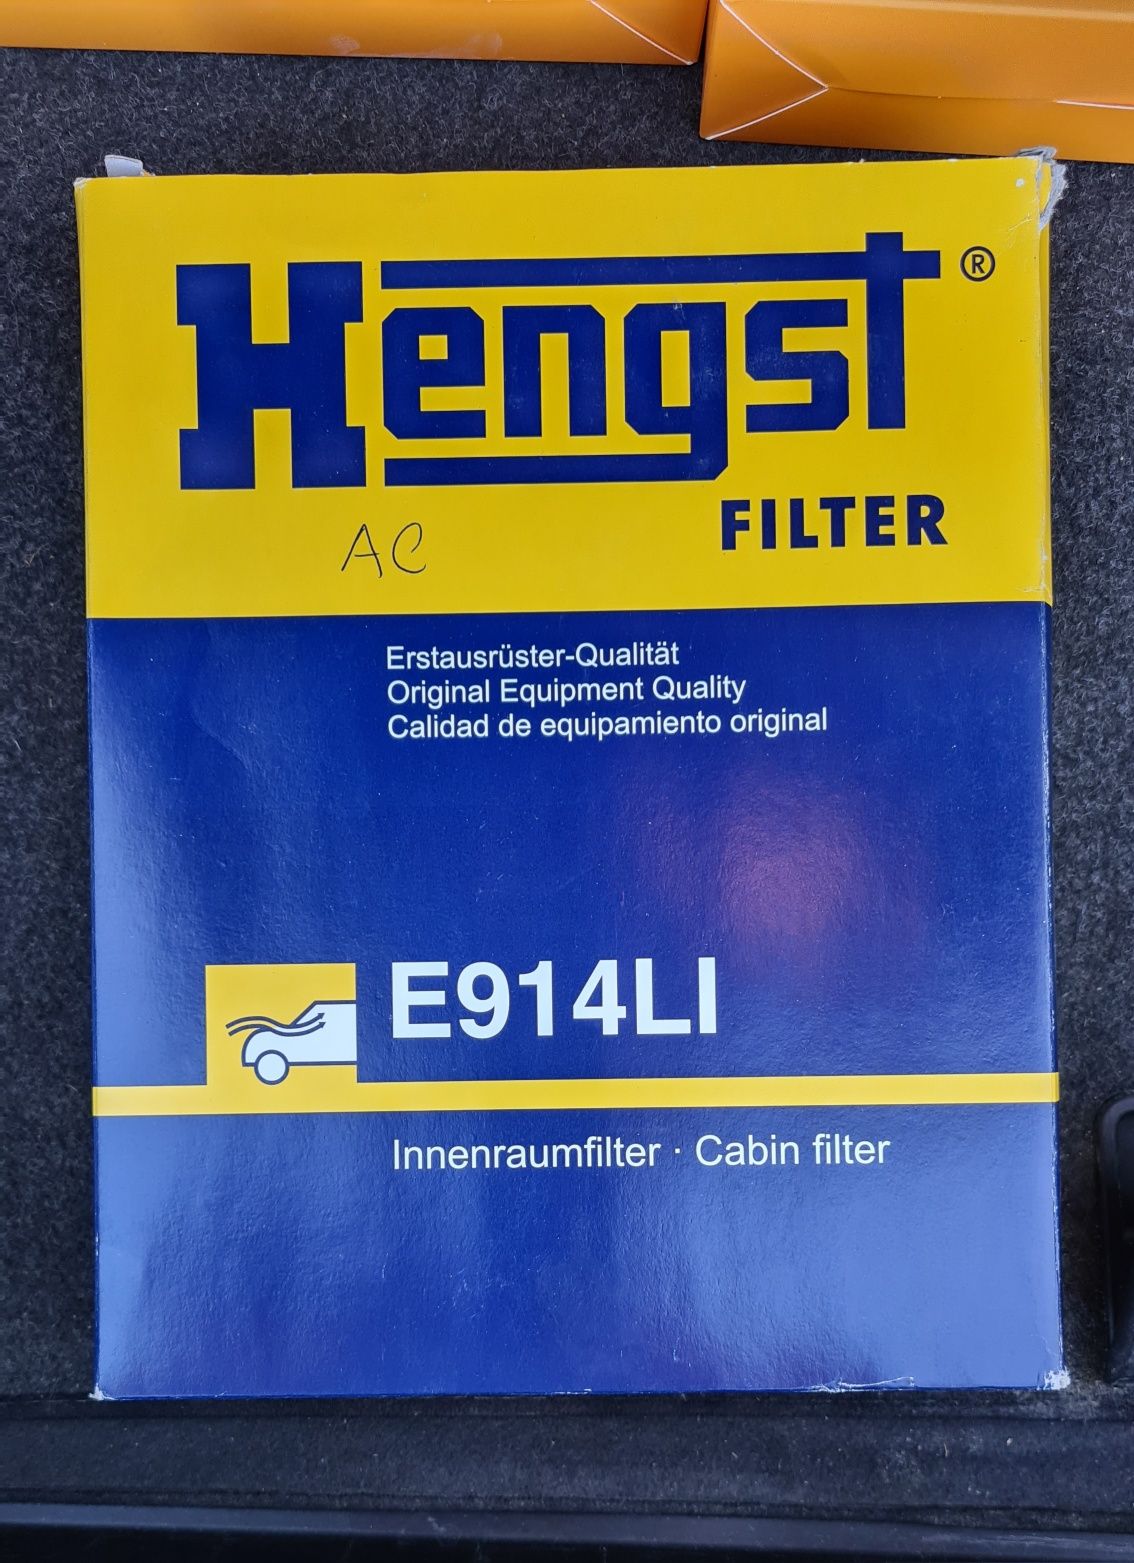 Hengst®
FILTER
AC
Erstausrüster-Qualität
Original Equipment Quality
Calidad de equipamiento original
E914LI
Innenraumfilter · Cabin filter